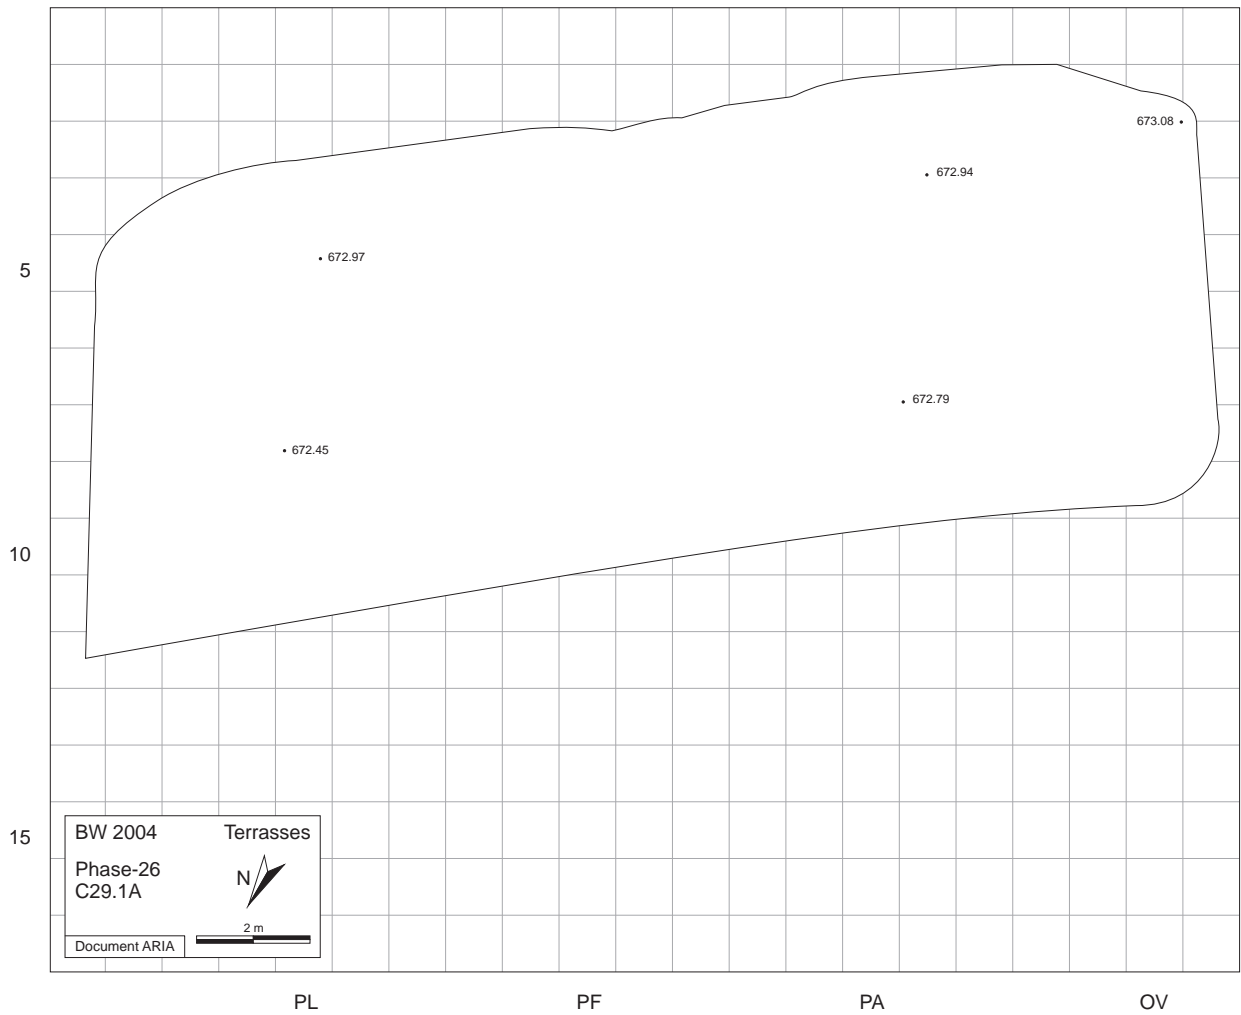 673.08
672.94
672.97
5
672.79
672.45
10
15
BW 2004 Terrasses
Phase-26
C29.1A
N
2 m
Document ARIA
PL PF PA OV